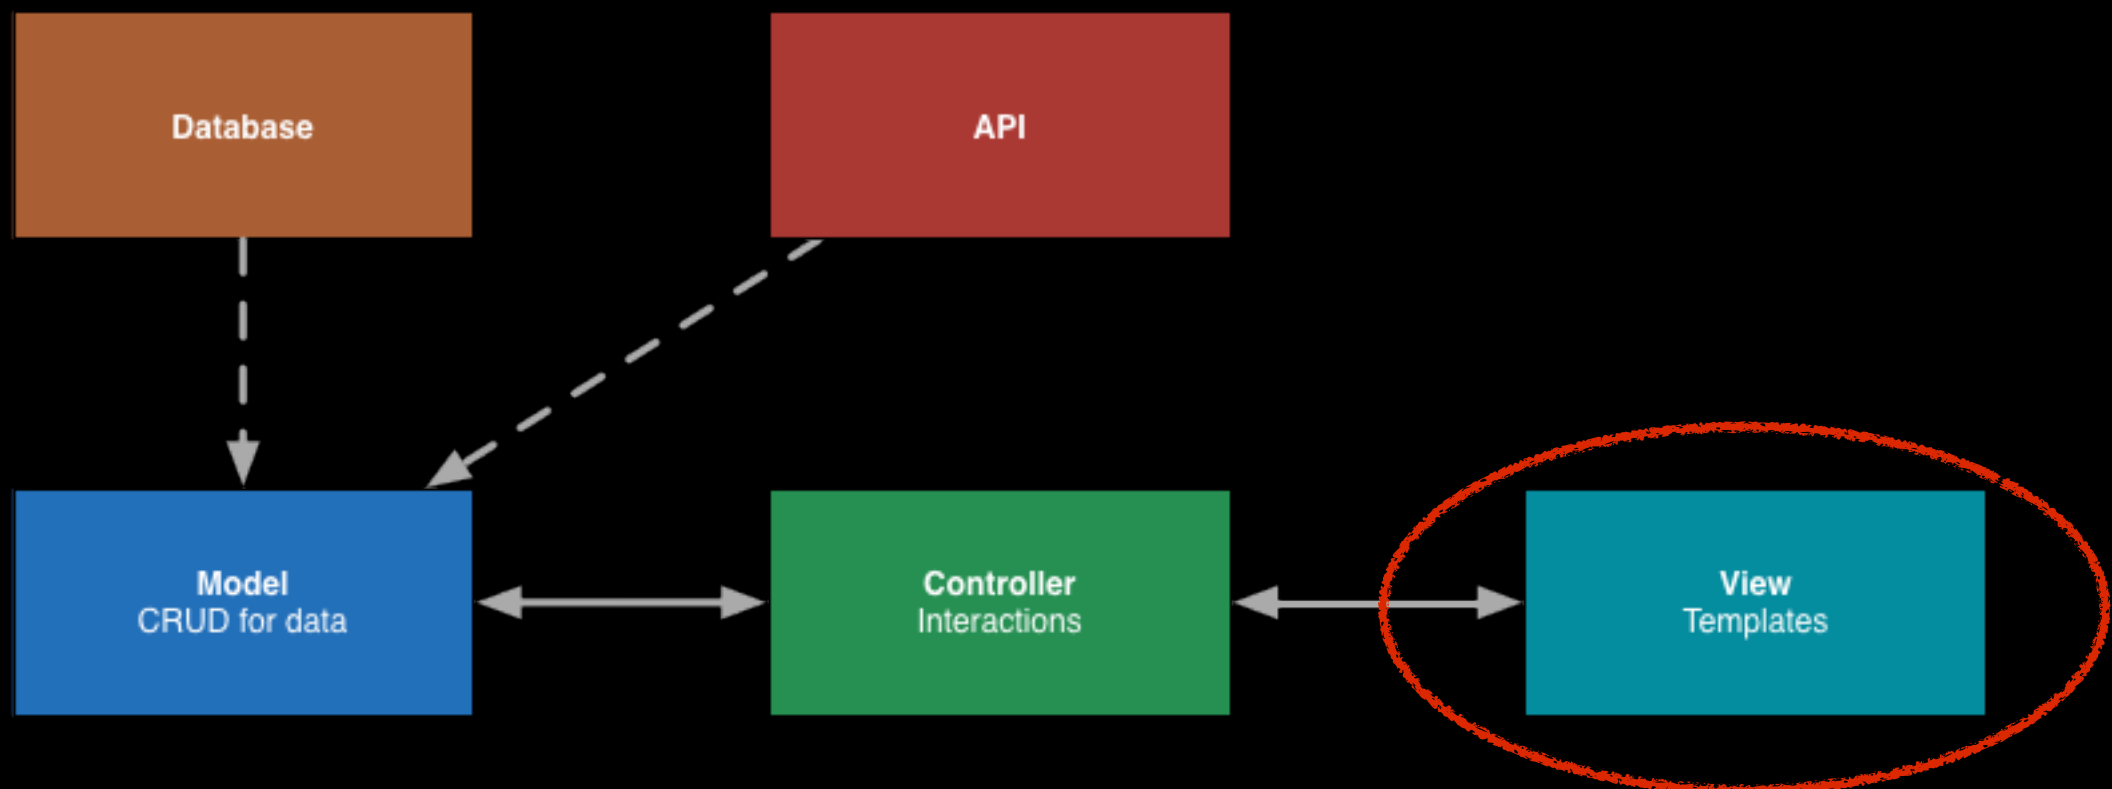 Database
API
Model
CRUD for data
Controller
Interactions
View
Templates